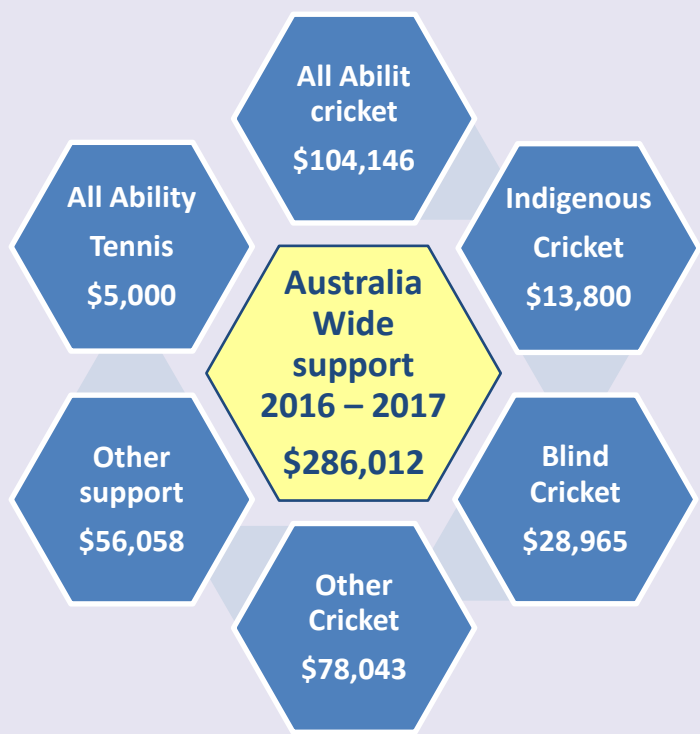 All Abilit
cricket
$104,146
All Ability
Tennis
$5,000
Indigenous
Cricket
$13,800
Australia
Wide
support
2016 – 2017
$286,012
Other
support
$56,058
Blind
Cricket
$28,965
Other
Cricket
$78,043